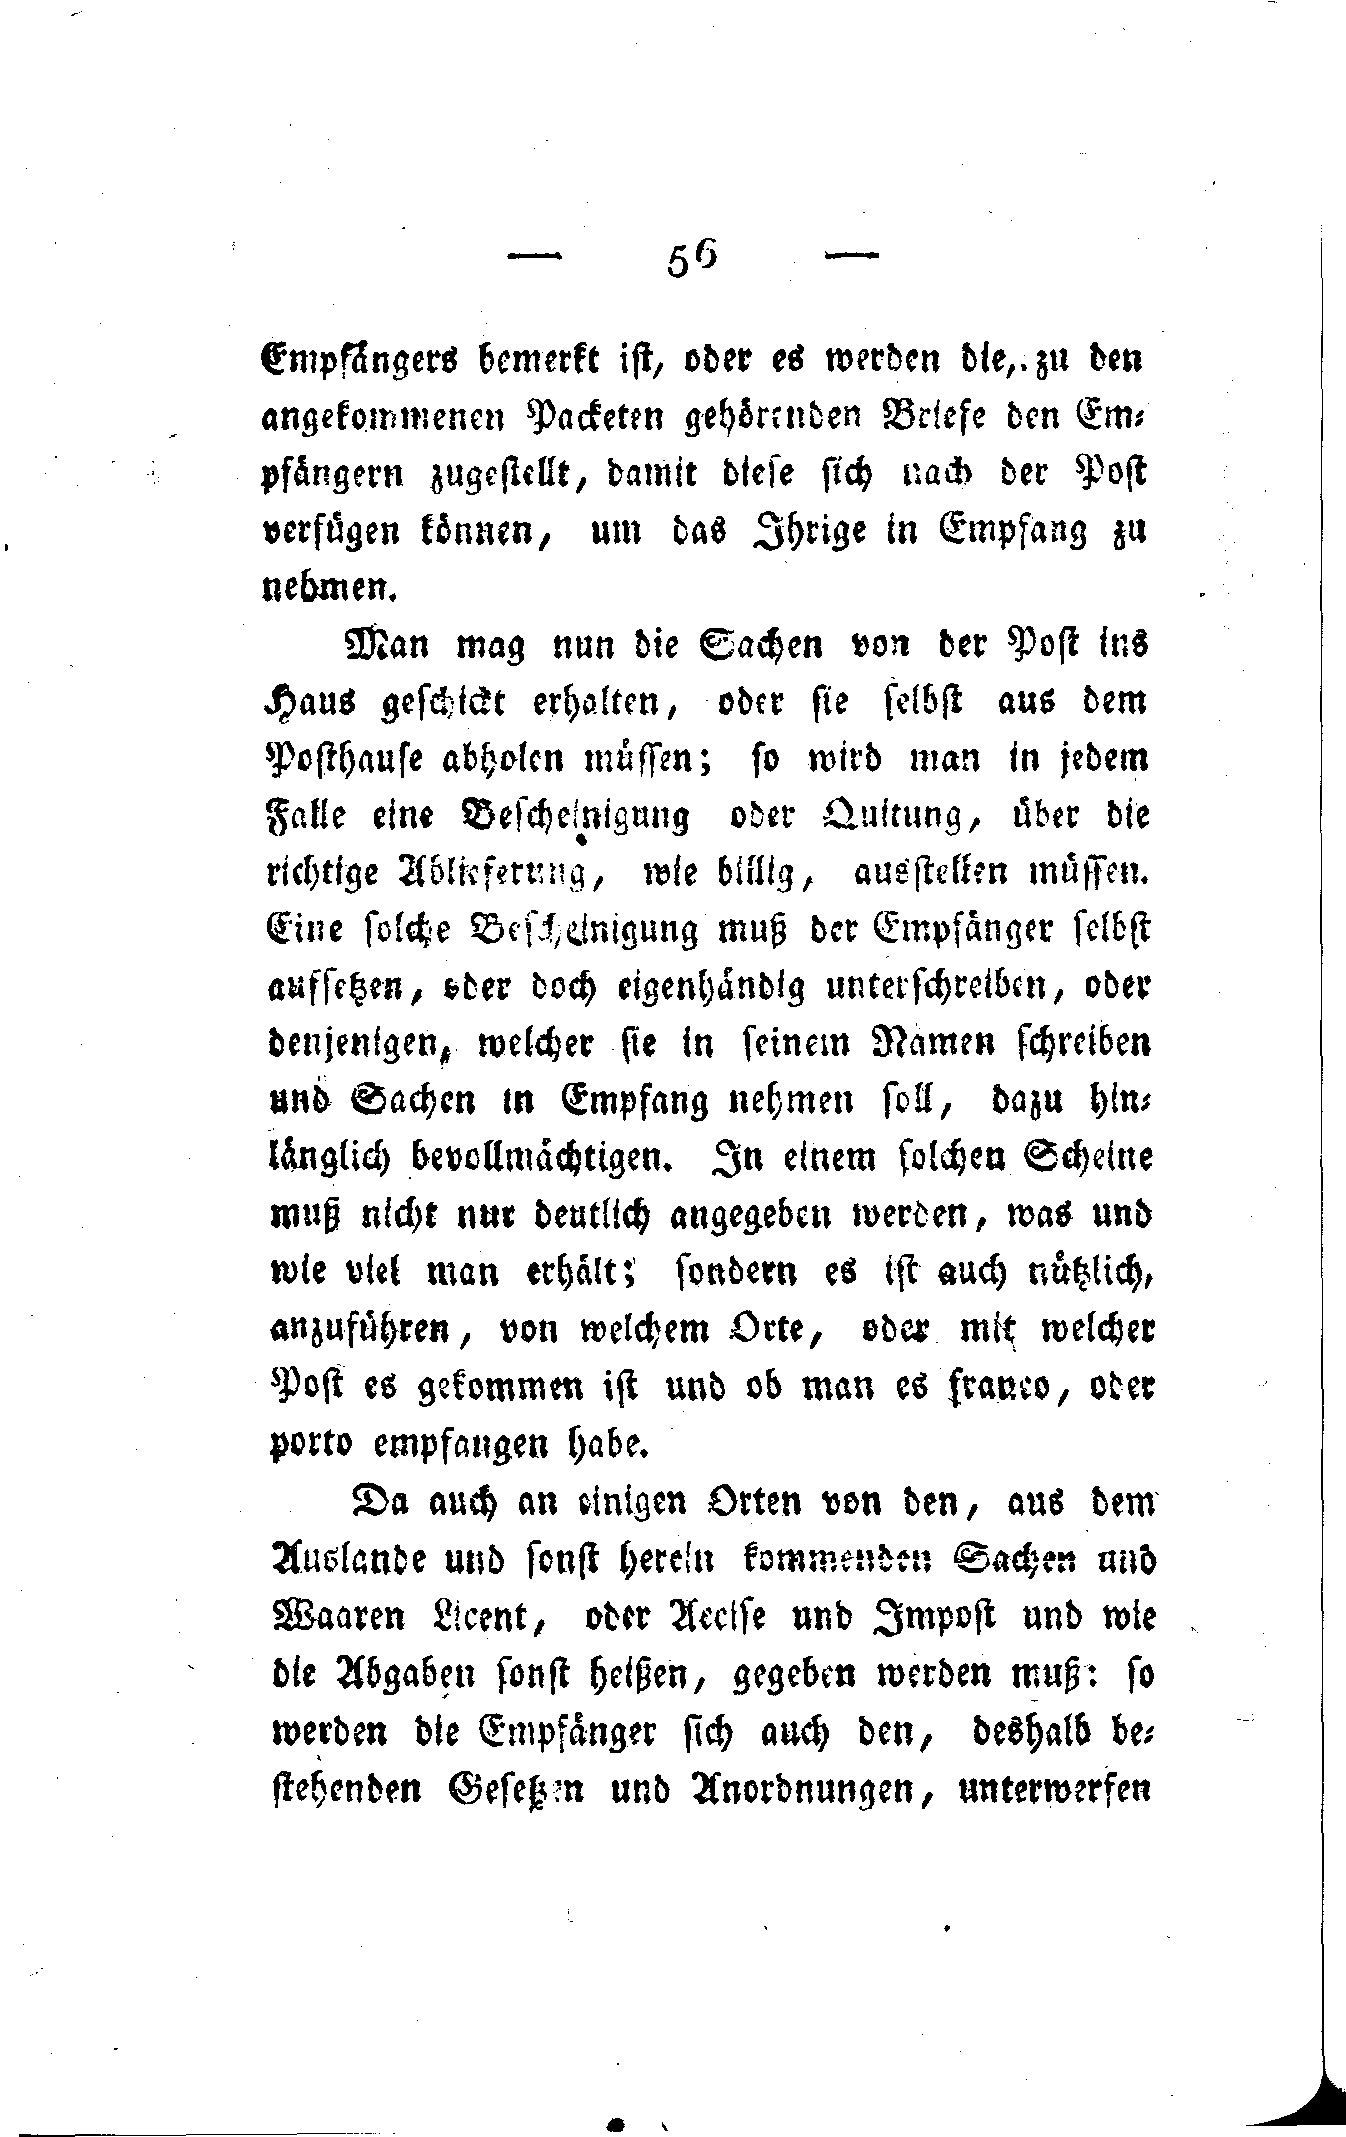 — 56 —
Empfängers bemerkt ist, oder es werden die, zu den
angekommenen Packeten gehörenden Briefe den Em-
pfängern zugestellt, damit diese sich nach der Post
verfügen können, um das Ihrige in Empfang zu
nehmen.
Man mag nun die Sachen von der Post ins
Haus geschickt erhalten, oder sie selbst aus dem
Posthause abholen müssen; so wird man in jedem
Falle eine Bescheinigung oder Quitung, über die
richtige Ablieferung, wie billig, ausstellen müssen.
Eine solche Bescheinigung muß der Empfänger selbst
aufsetzen, oder doch eigenhändig unterschreiben, oder
denjenigen, welcher sie in seinem Namen schreiben
und Sachen in Empfang nehmen soll, dazu hin-
länglich bevollmächtigen. In einem solchen Scheine
muß nicht nur deutlich angegeben werden, was und
wie viel man erhält; sondern es ist auch nützlich,
anzuführen, von welchem Orte, oder mit welcher
Post es gekommen ist und ob man es franco, oder
porto empfangen habe.
Da auch an einigen Orten von den, aus dem
Auslande und sonst herein kommenden Sachen und
Waaren Licent, oder Accise und Impost und wie
die Abgaben sonst heißen, gegeben werden muß: so
werden die Empfänger sich auch den, deshalb be-
stehenden Gesetzen und Anordnungen, unterwerfen